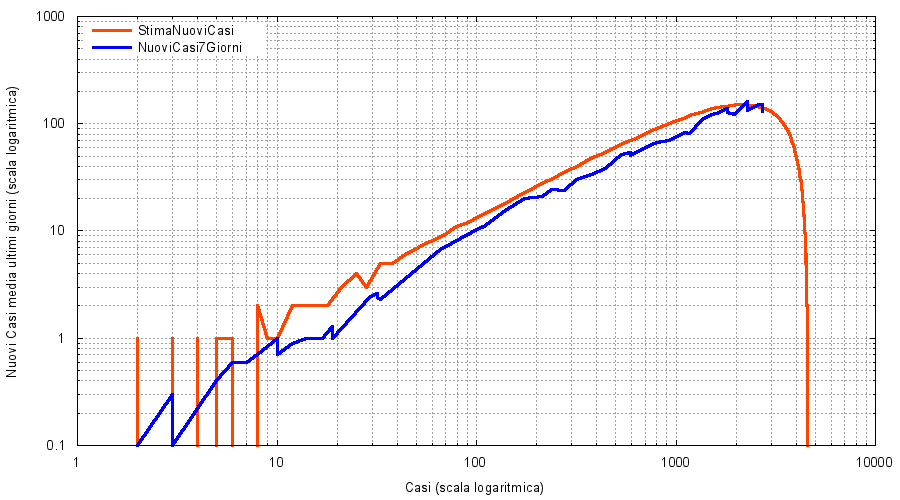 1000
StimaNuoviCasi
NuoviCasi7Giorni
100
10
1
0.1
Nuovi Casi media ultimi giorni (scala logaritmica)
1
10
100
1000
10000
Casi (scala logaritmica)